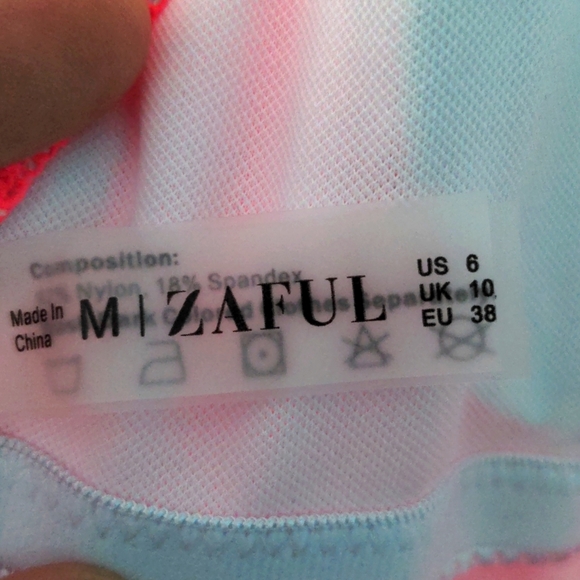 Composition:
Nylon, 18% Spandex
Made In
China
M | ZAFUL
US 6
UK 10
EU 38